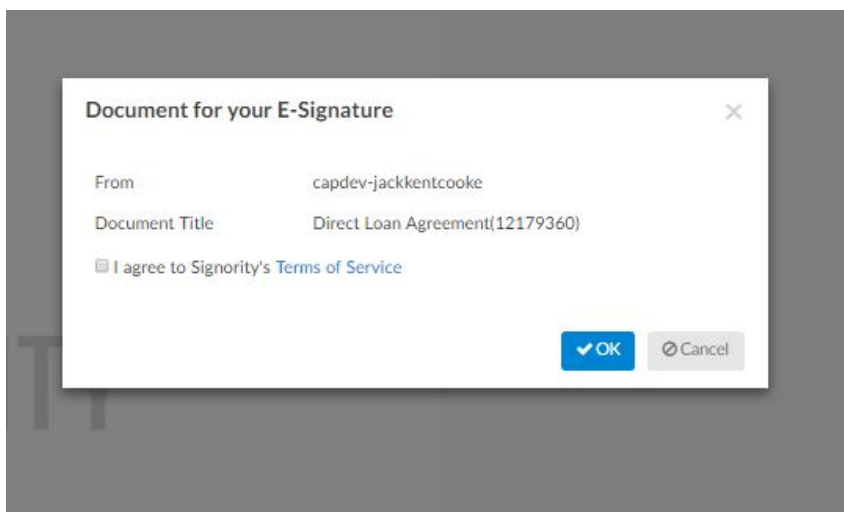 Document for your E-Signature
From capdev-jackkentcooke
Document Title Direct Loan Agreement(12179360)
I agree to Signority's Terms of Service
OK Cancel
ITY